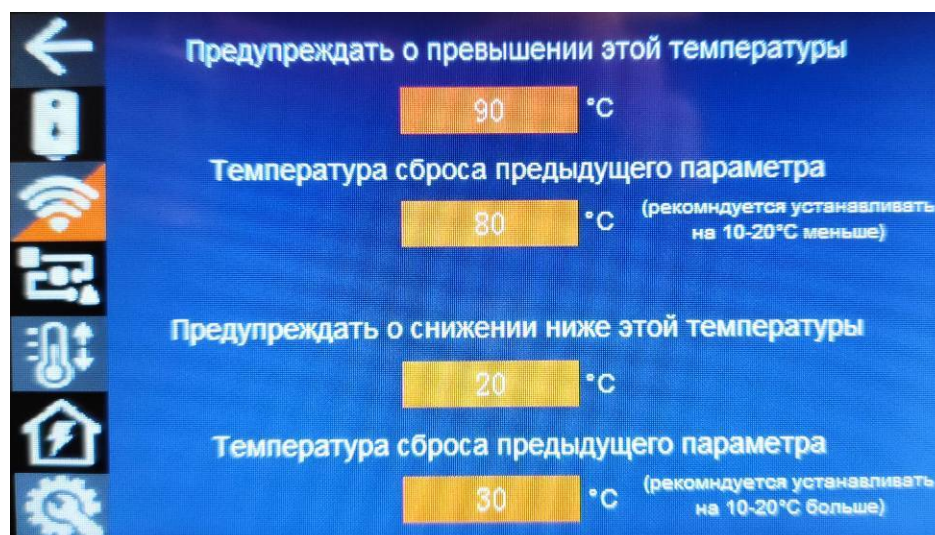 Предупреждать о превышении этой температуры
90 °C
Температура сброса предыдущего параметра
80 °C (рекомндуется устанавливать
на 10-20°C меньше)
Предупреждать о снижении ниже этой температуры
20 °C
Температура сброса предыдущего параметра
30 °C (рекомндуется устанавливать
на 10-20°C больше)